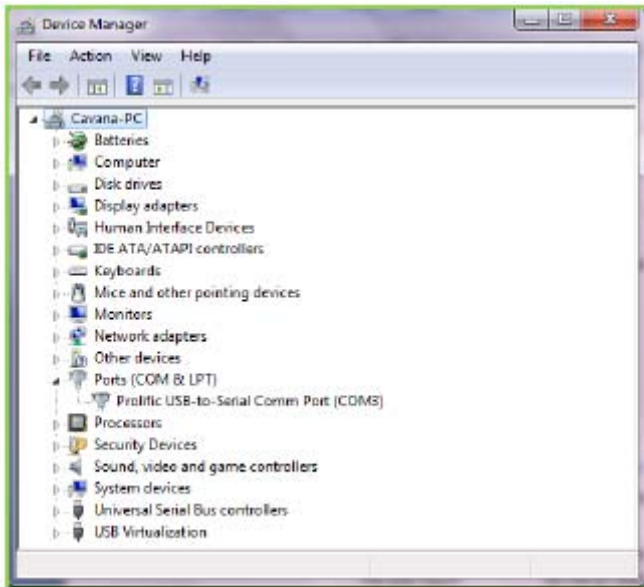 Device Manager
File Action View Help
Cavana-PC
Batteries
Computer
Disk drives
Display adapters
Human Interface Devices
IDE ATA/ATAPI controllers
Keyboards
Mice and other pointing devices
Monitors
Network adapters
Other devices
Ports (COM & LPT)
Prolific USB-to-Serial Comm Port (COM3)
Processors
Security Devices
Sound, video and game controllers
System devices
Universal Serial Bus controllers
USB Virtualization